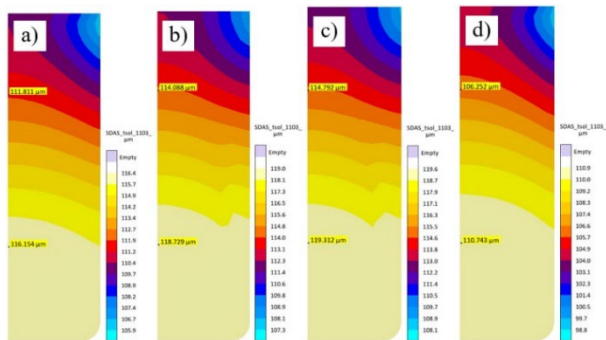 a)
111.811 µm
116.154 µm
SDAS_tsol_1103_
µm
Empty
116.4
115.7
114.9
114.2
113.4
112.7
111.9
111.2
110.4
109.7
108.9
108.2
107.4
106.7
105.9
Empty
b)
114.088 µm
118.729 µm
SDAS_tsol_1103_
µm
Empty
119.0
118.1
117.3
116.5
115.6
114.8
114.0
113.1
112.3
111.4
110.6
109.8
108.9
108.1
107.3
Empty
c)
114.792 µm
119.312 µm
SDAS_tsol_1103_
µm
Empty
119.6
118.7
117.9
117.1
116.3
115.5
114.6
113.8
113.0
112.2
111.4
110.5
109.7
108.9
108.1
Empty
d)
106.252 µm
110.743 µm
SDAS_tsol_1103_
µm
Empty
110.9
110.0
109.2
108.3
107.4
106.6
105.7
104.9
104.0
103.1
102.3
101.4
100.5
99.7
98.8
Empty